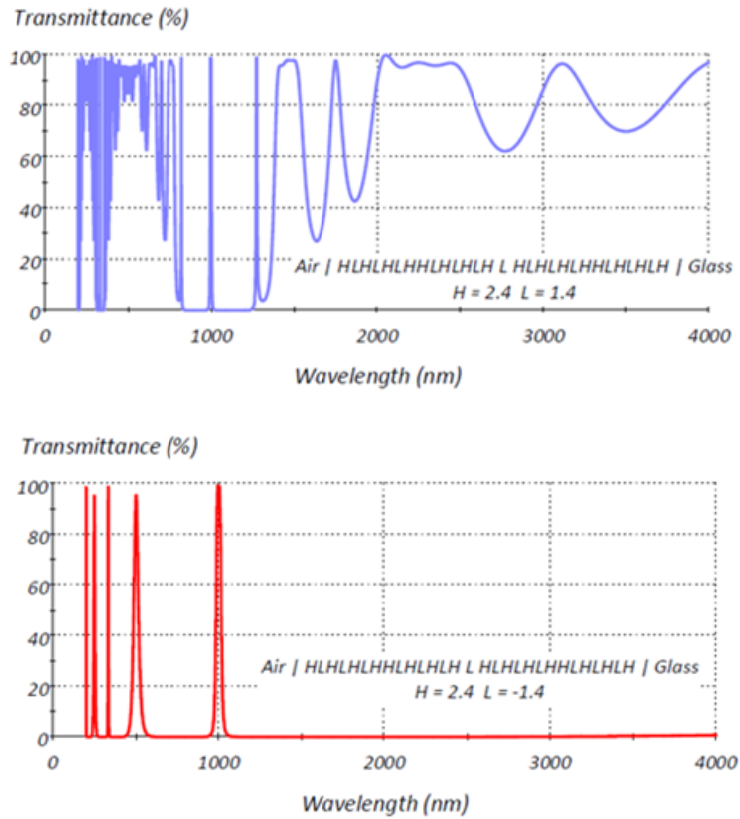 Transmittance (%)
100
80
60
40
20
0
Air | HLHLHLHHLHLHLH L HLHLHLHHLHLHLH | Glass
H = 2.4 L = 1.4
0 1000 2000 3000 4000
Wavelength (nm)
Transmittance (%)
100
80
60
40
20
0
Air | HLHLHLHHLHLHLH L HLHLHLHHLHLHLH | Glass
H = 2.4 L = -1.4
0 1000 2000 3000 4000
Wavelength (nm)